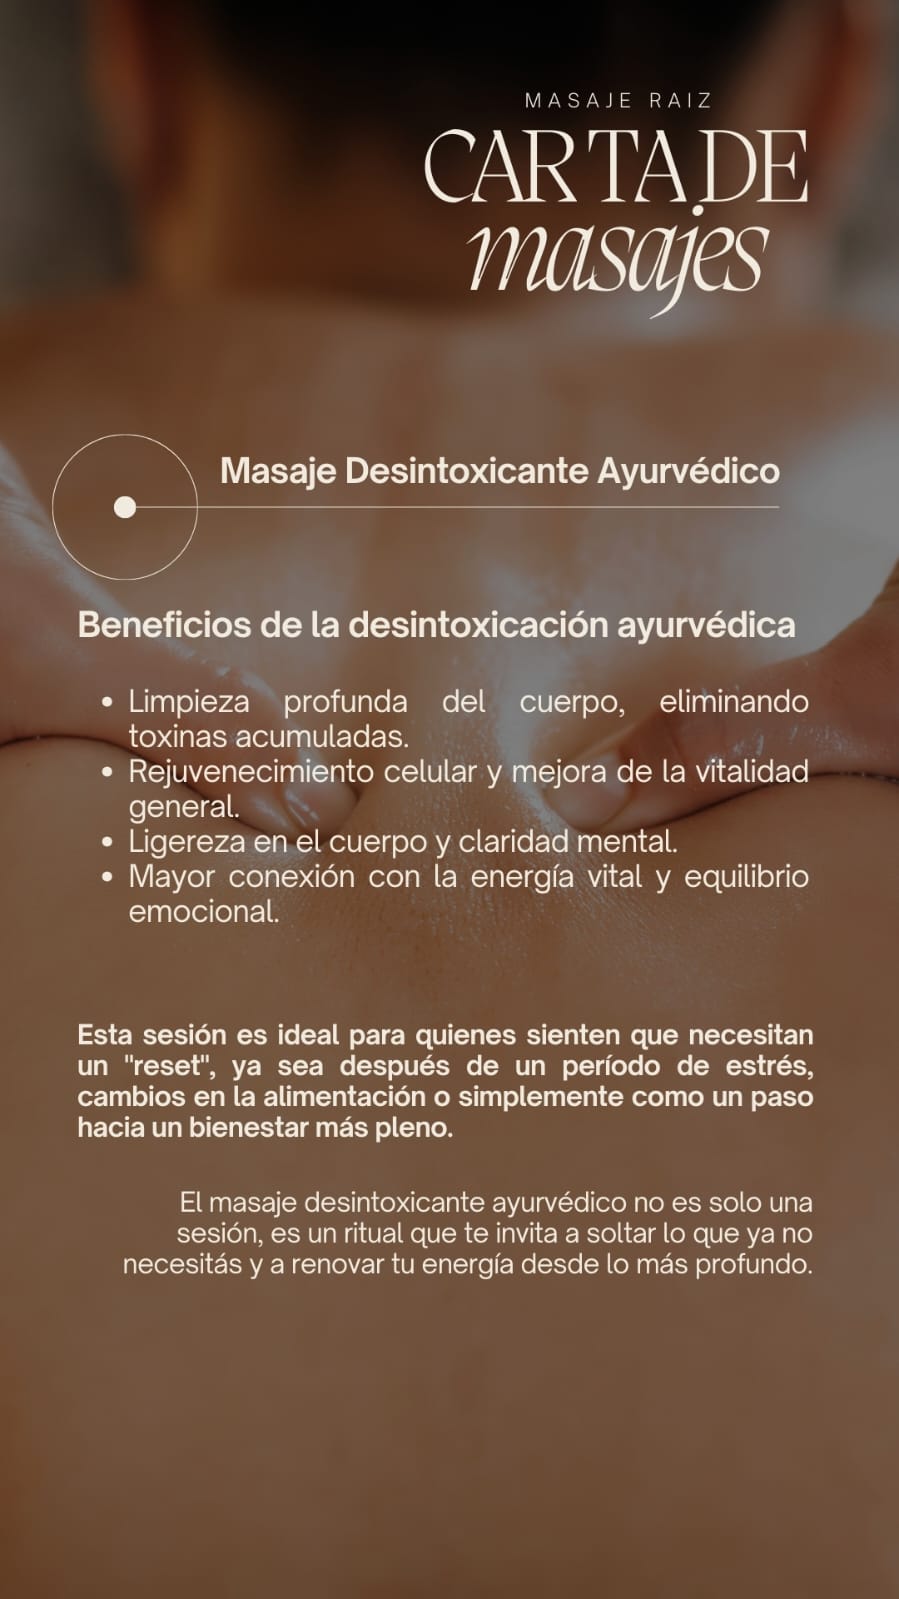 MASAJE RAIZ
CARTA DE
masajes
Masaje Desintoxicante Ayurvédico
Beneficios de la desintoxicación ayurvédica
• Limpieza profunda del cuerpo, eliminando
toxinas acumuladas.
• Rejuvenecimiento celular y mejora de la vitalidad
general.
• Ligereza en el cuerpo y claridad mental.
• Mayor conexión con la energía vital y equilibrio
emocional.
Esta sesión es ideal para quienes sienten que necesitan
un "reset", ya sea después de un período de estrés,
cambios en la alimentación o simplemente como un paso
hacia un bienestar más pleno.
El masaje desintoxicante ayurvédico no es solo una
sesión, es un ritual que te invita a soltar lo que ya no
necesitás y a renovar tu energía desde lo más profundo.